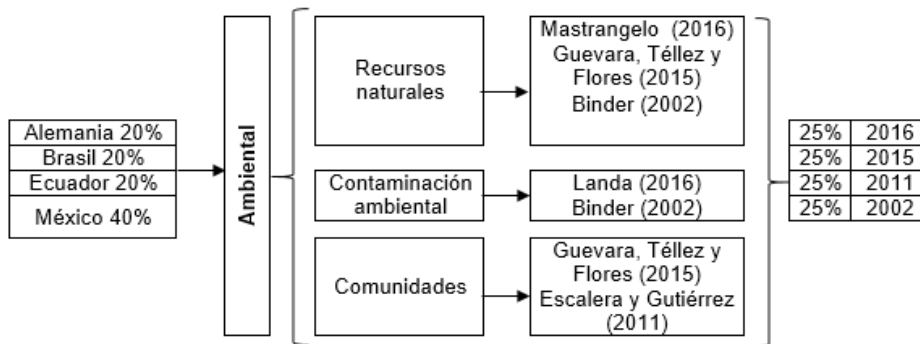 Alemania 20%
Brasil 20%
Ecuador 20%
México 40%
Ambiental
Recursos
naturales
Mastrangelo (2016)
Guevara, Téllez y
Flores (2015)
Binder (2002)
Contaminación
ambiental
Landa (2016)
Binder (2002)
Comunidades
Guevara, Téllez y
Flores (2015)
Escalera y Gutiérrez
(2011)
25% 2016
25% 2015
25% 2011
25% 2002